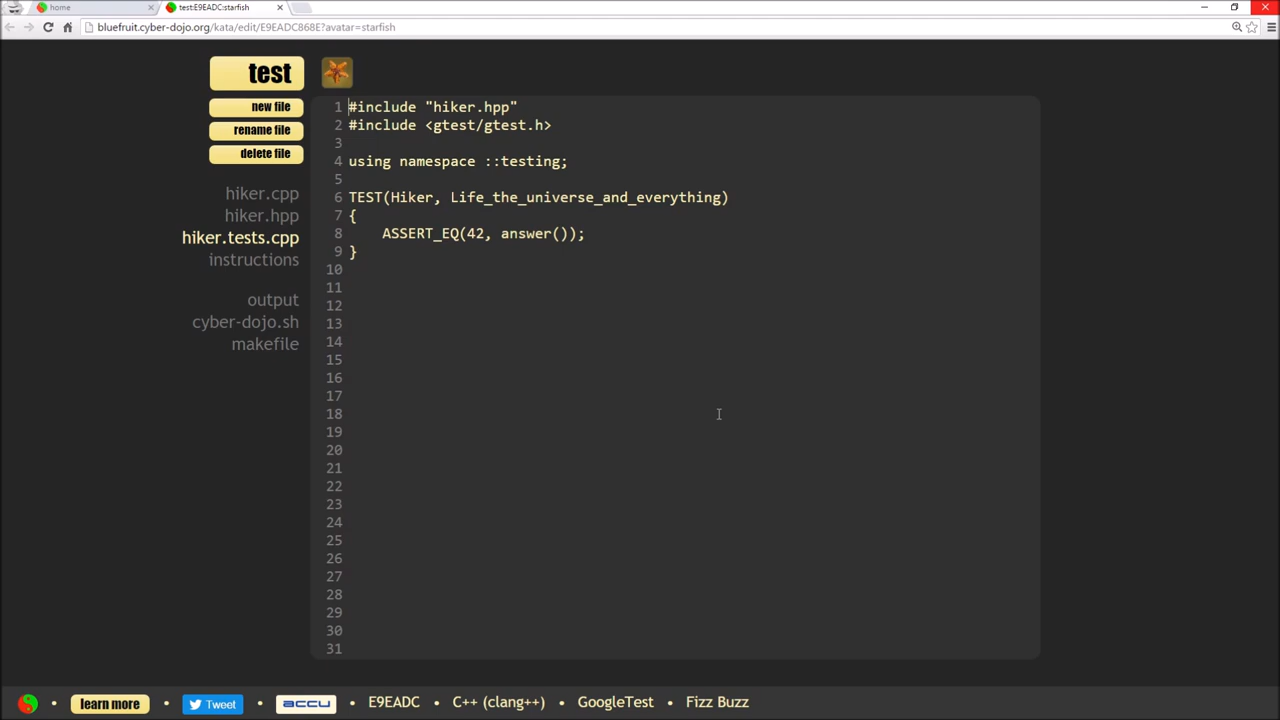 home
test:E9EADC:starfish
bluefruit.cyber-dojo.org/kata/edit/E9EADC868E?avatar=starfish
test
new file
rename file
delete file
hiker.cpp
hiker.hpp
hiker.tests.cpp
instructions
output
cyber-dojo.sh
makefile
1 #include "hiker.hpp"
2 #include <gtest/gtest.h>
3
4 using namespace ::testing;
5
6 TEST(Hiker, Life_the_universe_and_everything)
7 {
8 ASSERT_EQ(42, answer());
9 }
10
11
12
13
14
15
16
17
18
19
20
21
22
23
24
25
26
27
28
29
30
31
learn more • Tweet • accu • E9EADC • C++ (clang++) • GoogleTest • Fizz Buzz